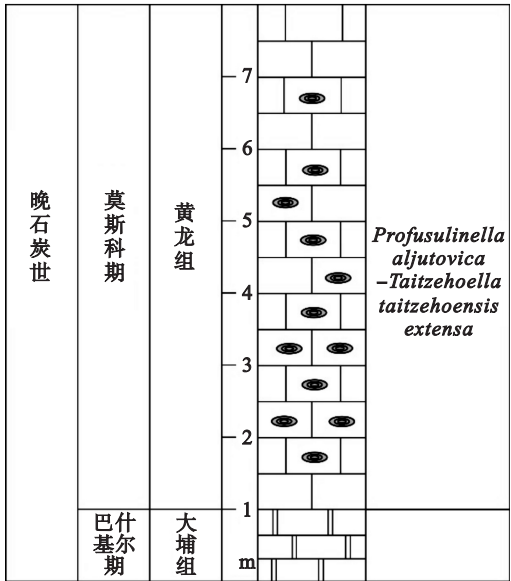 晚石炭世
莫斯科期
黄龙组
7
6
5
4
3
2
1
m
Profusulinella
aljutovica
–Taitzehoella
taitzehoensis
extensa
巴什
基尔
期
大埔组